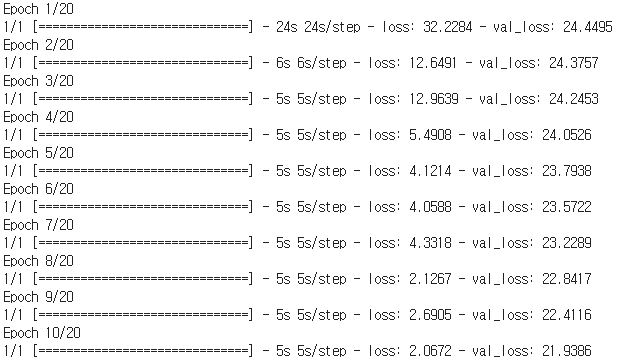 Epoch 1/20
1/1 [==============================] - 24s 24s/step - loss: 32.2284 - val_loss: 24.4495
Epoch 2/20
1/1 [==============================] - 6s 6s/step - loss: 12.6491 - val_loss: 24.3757
Epoch 3/20
1/1 [==============================] - 5s 5s/step - loss: 12.9639 - val_loss: 24.2453
Epoch 4/20
1/1 [==============================] - 5s 5s/step - loss: 5.4908 - val_loss: 24.0526
Epoch 5/20
1/1 [==============================] - 5s 5s/step - loss: 4.1214 - val_loss: 23.7938
Epoch 6/20
1/1 [==============================] - 5s 5s/step - loss: 4.0588 - val_loss: 23.5722
Epoch 7/20
1/1 [==============================] - 5s 5s/step - loss: 4.3318 - val_loss: 23.2289
Epoch 8/20
1/1 [==============================] - 5s 5s/step - loss: 2.1267 - val_loss: 22.8417
Epoch 9/20
1/1 [==============================] - 5s 5s/step - loss: 2.6905 - val_loss: 22.4116
Epoch 10/20
1/1 [==============================] - 5s 5s/step - loss: 2.0672 - val_loss: 21.9386